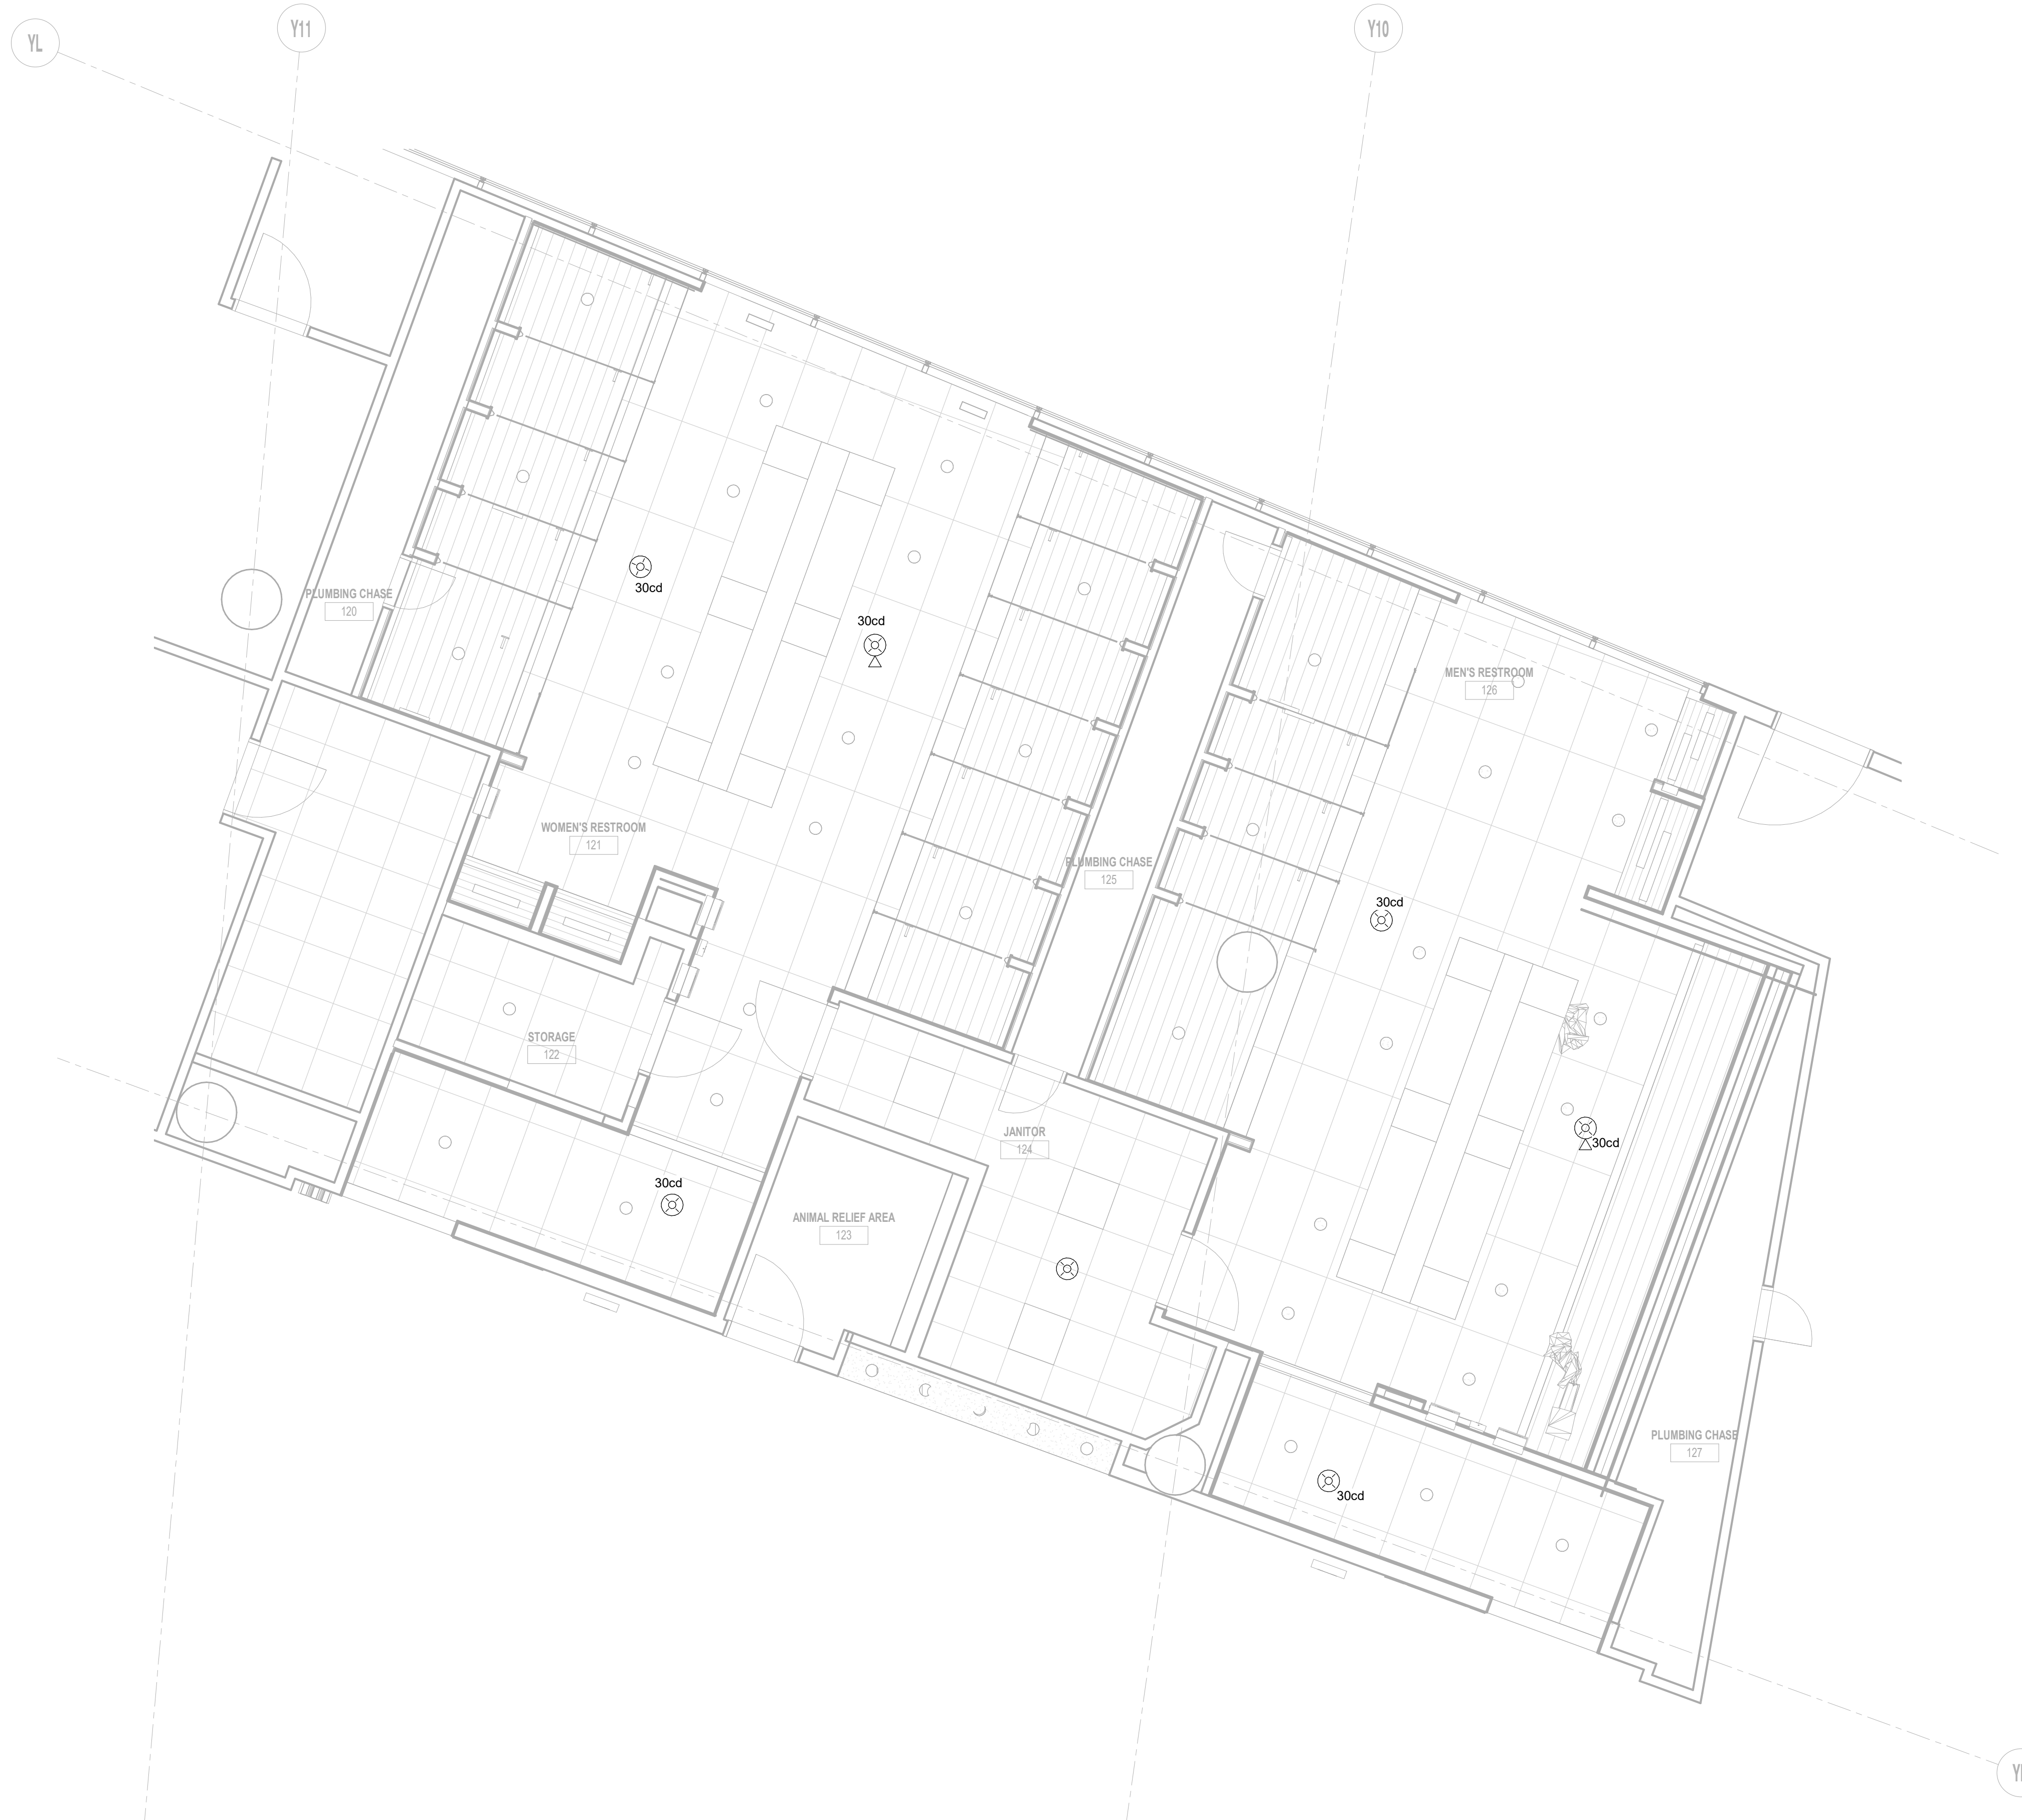 YL
Y11
Y10
30cd
PLUMBING CHASE
120
30cd
MEN'S RESTROOM
126
WOMEN'S RESTROOM
121
PLUMBING CHASE
125
30cd
STORAGE
122
JANITOR
124
30cd
30cd
ANIMAL RELIEF AREA
123
PLUMBING CHASE
127
30cd